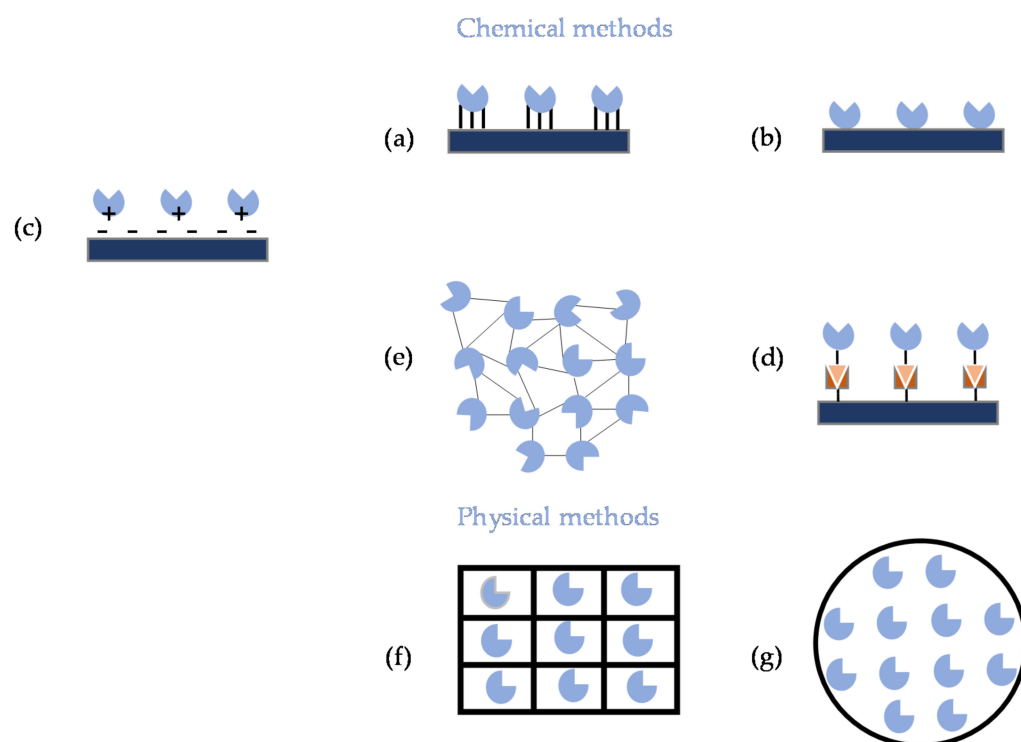 Chemical methods
(a)
(b)
(c)
+ + +
- - - - - -
(e)
(d)
Physical methods
(f)
(g)